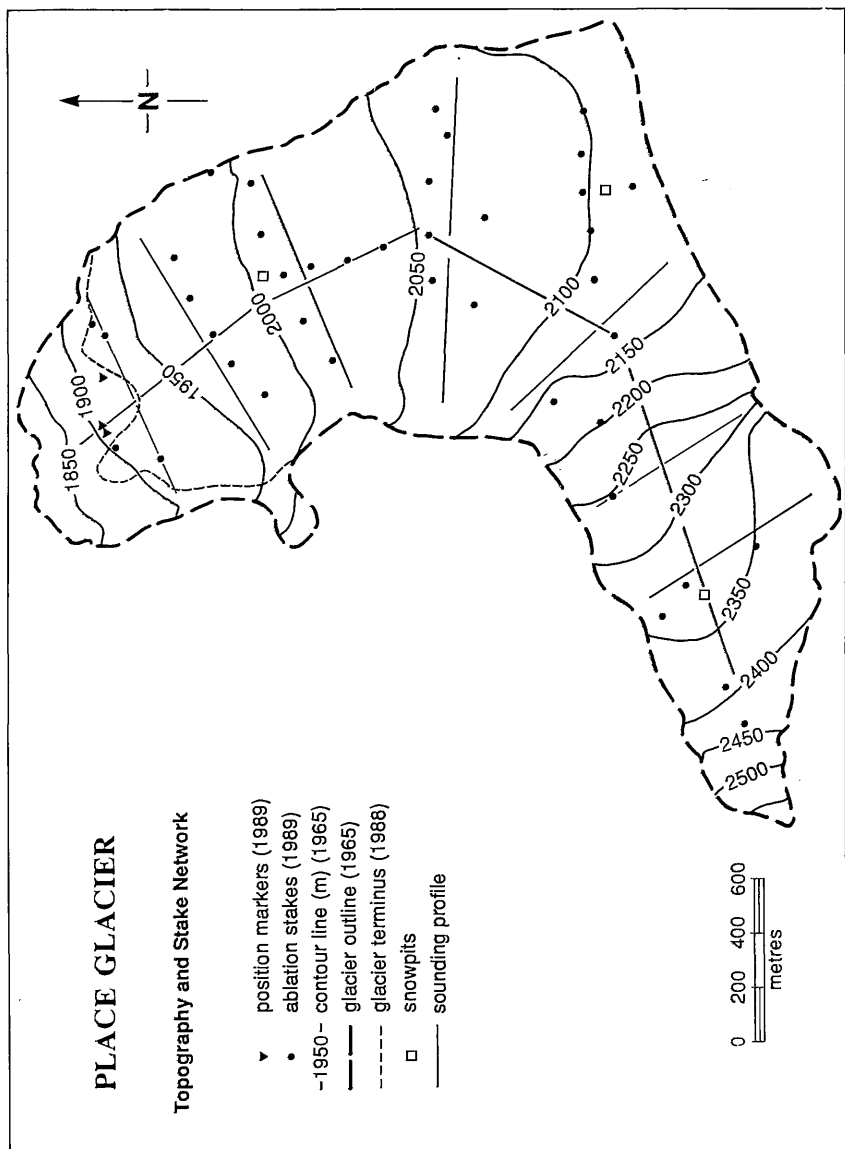 PLACE GLACIER
Topography and Stake Network
position markers (1989)
ablation stakes (1989)
-1950- contour line (m) (1965)
glacier outline (1965)
glacier terminus (1988)
snowpits
sounding profile
0 200 400 600
metres
N
1850
1900
1950
2000
2050
2100
2150
2200
2250
2300
2350
2400
2450
2500